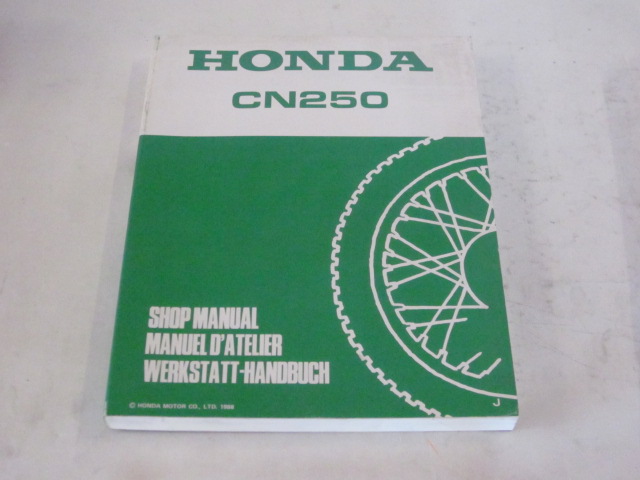 HONDA
CN250
SHOP MANUAL
MANUEL D'ATELIER
WERKSTATT-HANDBUCH
© HONDA MOTOR CO., LTD. 1988
J